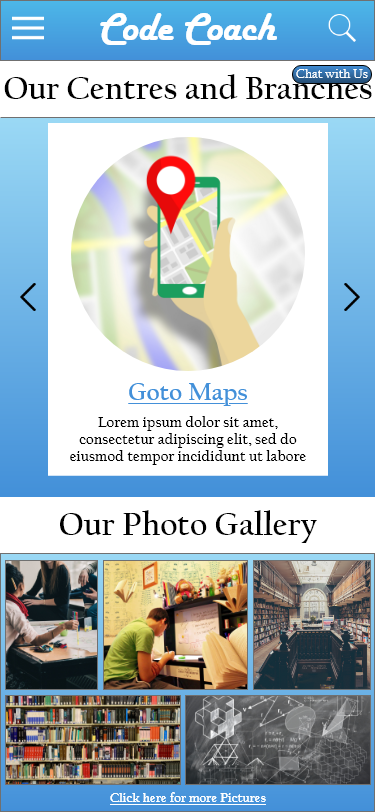 Code Coach
Chat with Us
Our Centres and Branches
Goto Maps
Lorem ipsum dolor sit amet,
consectetur adipiscing elit, sed do
eiusmod tempor incididunt ut labore
Our Photo Gallery
Click here for more Pictures